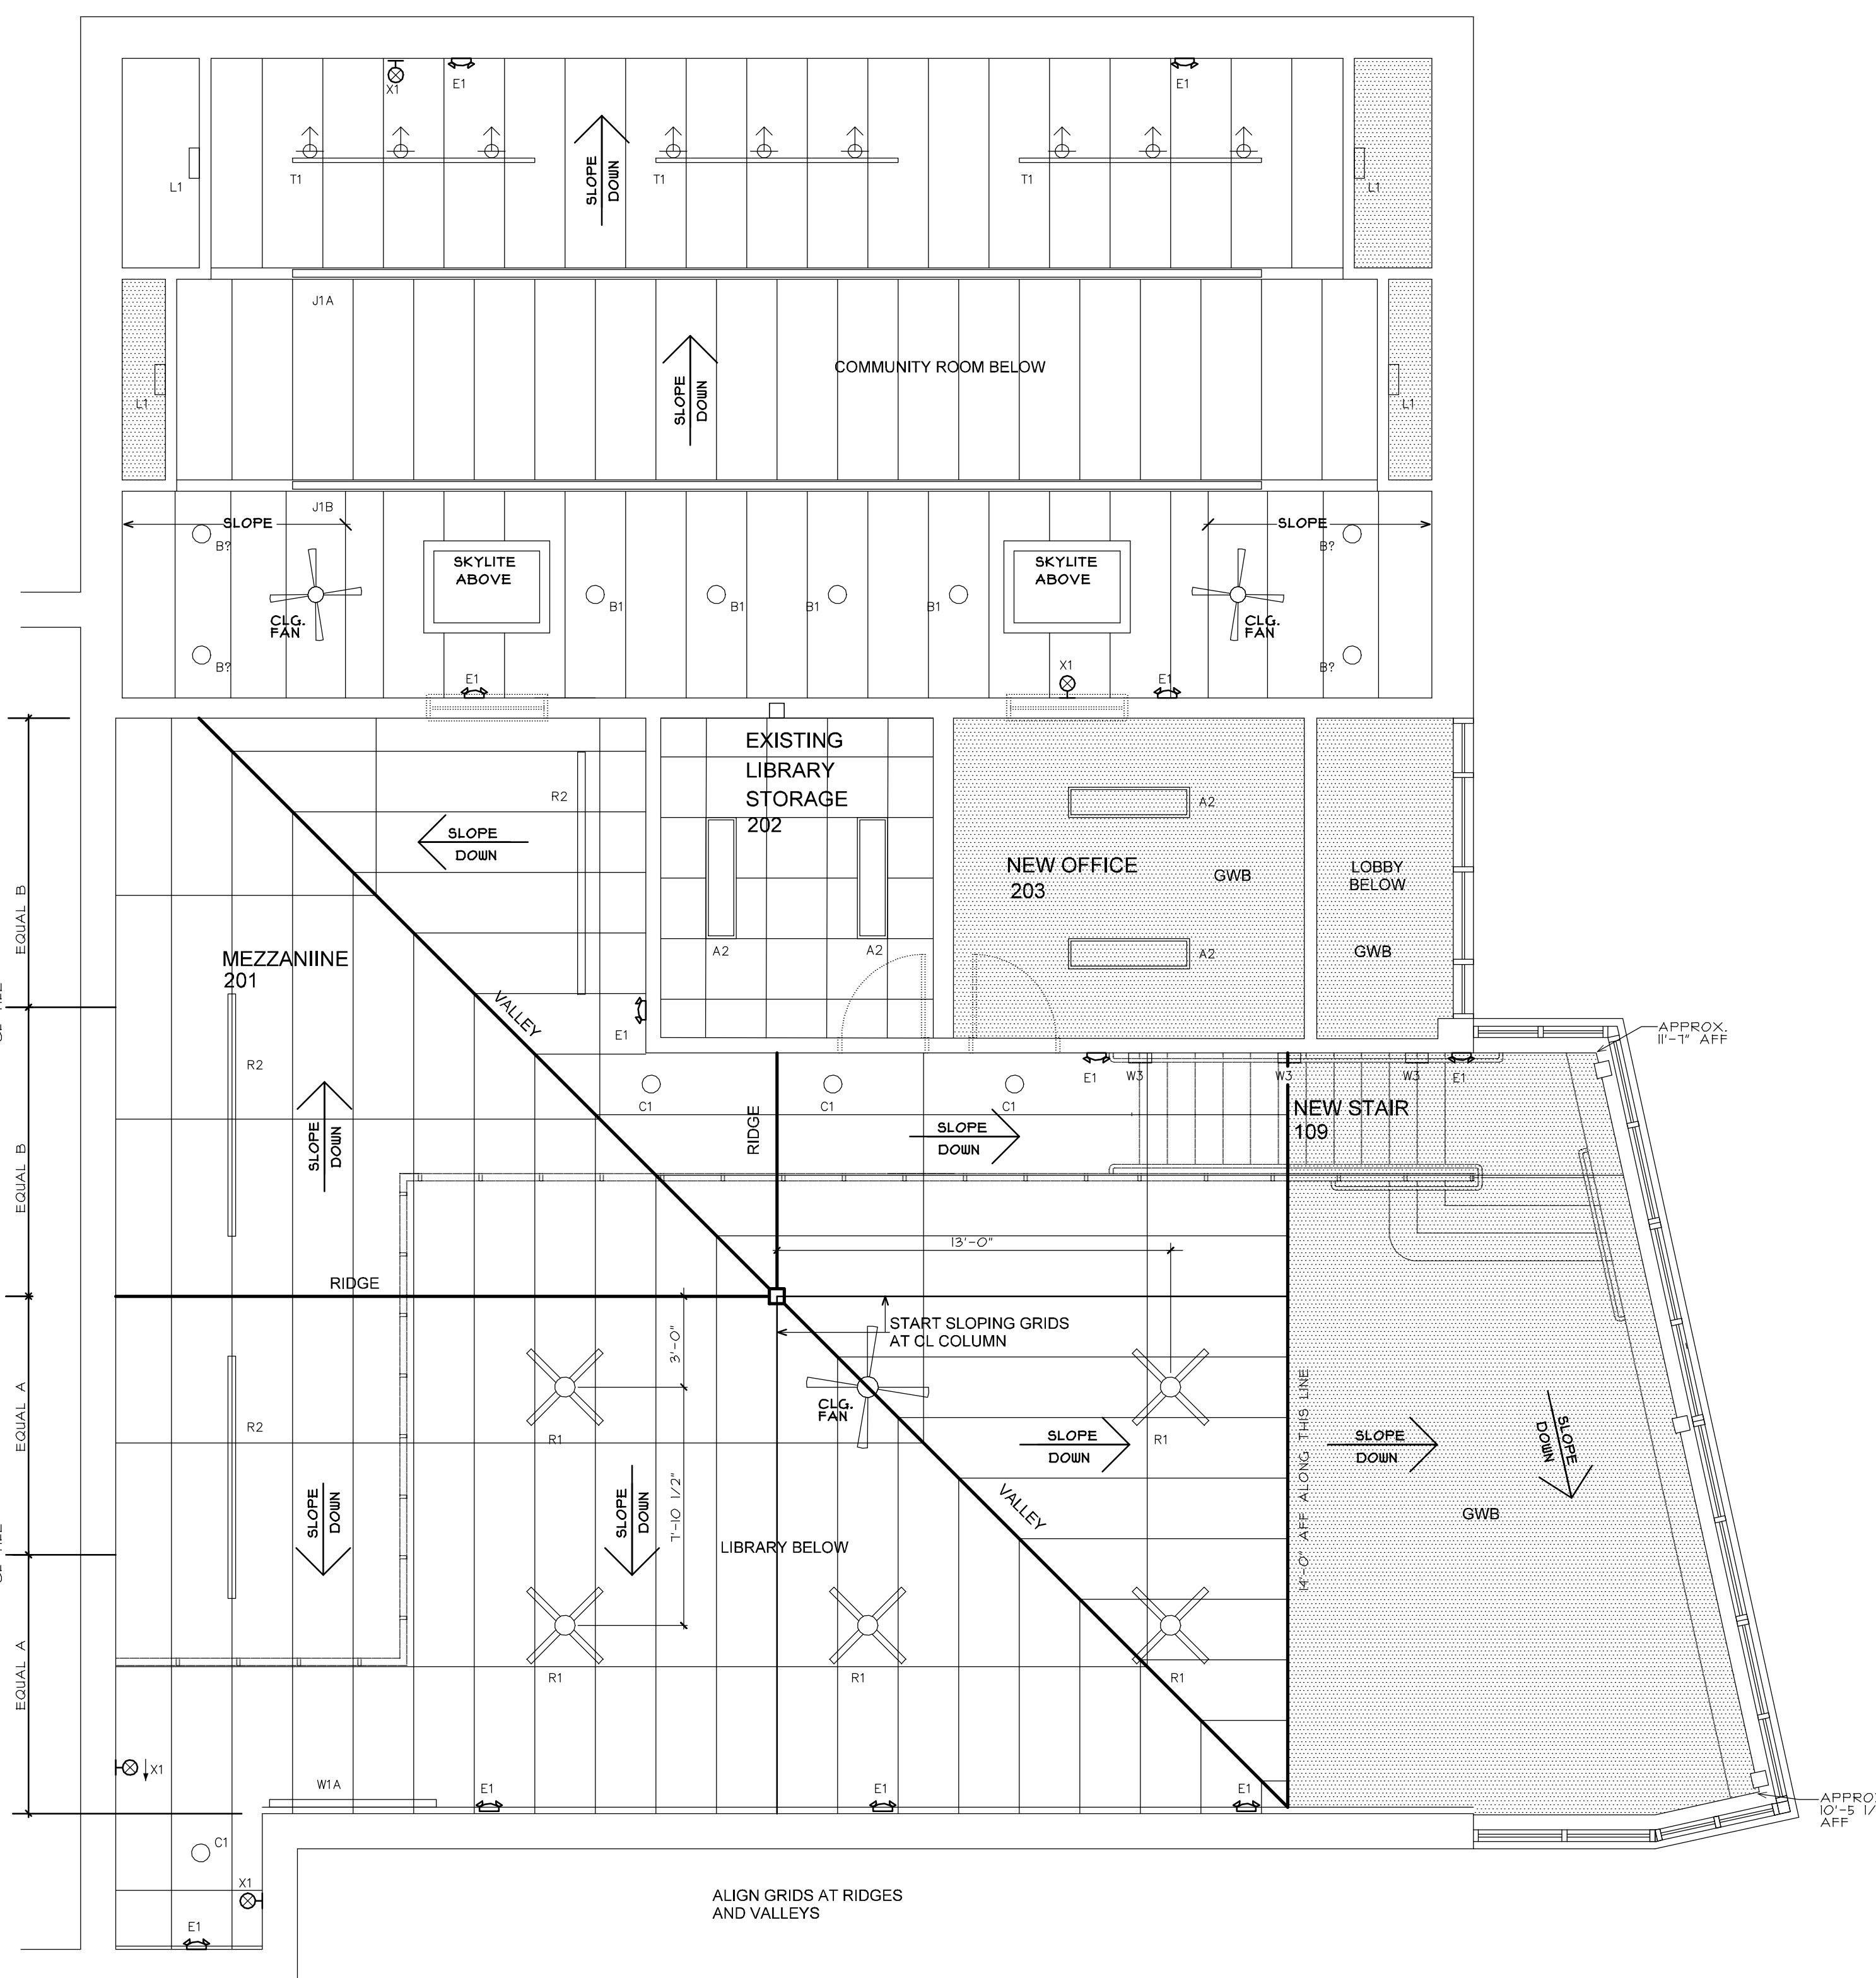 X1
E1
E1
T1
T1
T1
L1
L1
SLOPE
DOWN
J1A
COMMUNITY ROOM BELOW
SLOPE
DOWN
L1
L1
J1B
SLOPE
SLOPE
B?
B?
SKYLITE
ABOVE
SKYLITE
ABOVE
B1
B1
B1
B1
CLG.
FAN
CLG.
FAN
B?
B?
E1
X1
E1
EXISTING
LIBRARY
STORAGE
202
R2
A2
SLOPE
DOWN
NEW OFFICE
203
GWB
LOBBY
BELOW
EQUAL B
A2
A2
A2
GWB
MEZZANIINE
201
VALLEY
E1
APPROX.
11'-7" AFF
R2
E1
W3
W3
W3
E1
C1
C1
C1
RIDGE
SLOPE
DOWN
NEW STAIR
109
SLOPE
DOWN
EQUAL B
13'-0"
RIDGE
START SLOPING GRIDS
AT CL COLUMN
3'-0"
EQUAL A
R2
R1
CLG.
FAN
SLOPE
DOWN
R1
14'-0" AFF ALONG THIS LINE
SLOPE
DOWN
SLOPE
DOWN
SLOPE
DOWN
SLOPE
DOWN
7'-10 1/2"
VALLEY
GWB
LIBRARY BELOW
EQUAL A
R1
R1
R1
X1
W1A
E1
E1
E1
10'-5 1/
AFF
C1
X1
E1
ALIGN GRIDS AT RIDGES
AND VALLEYS